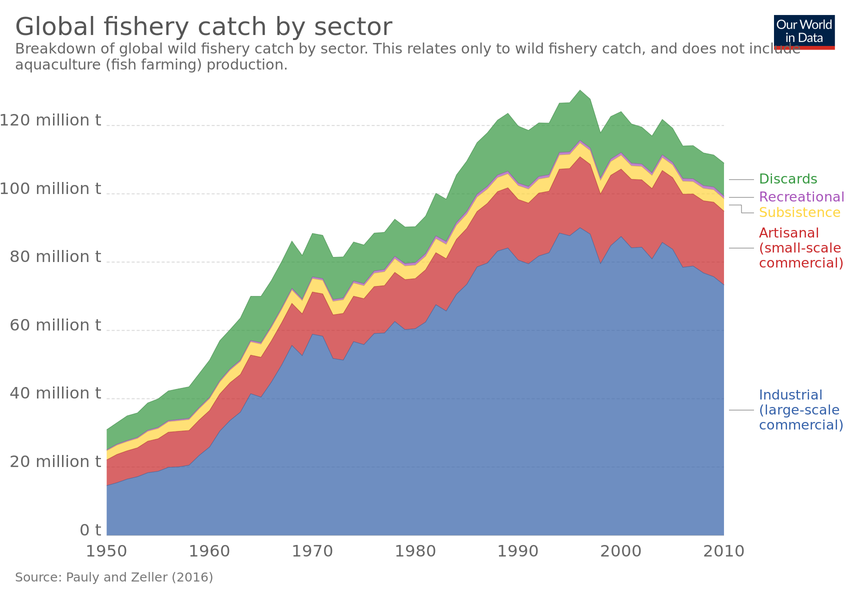 Global fishery catch by sector
Our World
in Data
Breakdown of global wild fishery catch by sector. This relates only to wild fishery catch, and does not include
aquaculture (fish farming) production.
120 million t
100 million t
80 million t
60 million t
40 million t
20 million t
0 t
1950
1960
1970
1980
1990
2000
2010
Discards
Recreational
Subsistence
Artisanal
(small-scale
commercial)
Industrial
(large-scale
commercial)
Source: Pauly and Zeller (2016)